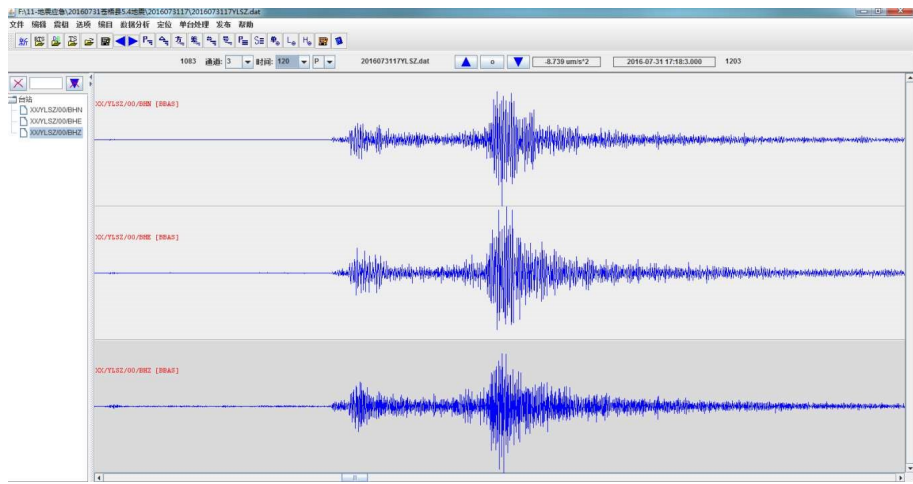 F:\11-地震应急\20160731苍梧县5.4地震\2016073117\2016073117YLSZ.dat
文件 编辑 震相 送项 编目 数据分析 定位 单台处理 发布 帮助
1083 通道: 3 时间: 120 P 2016073117YLSZ.dat o -8.739 um/s*2 2016-07-31 17:18:3.000 1203
台站
XX/YLSZ/00/BHN
XX/YLSZ/00/BHE
XX/YLSZ/00/BHZ
XX/YLSZ/00/BHN [BBAS]
XX/YLSZ/00/BHE [BBAS]
XX/YLSZ/00/BHZ [BBAS]